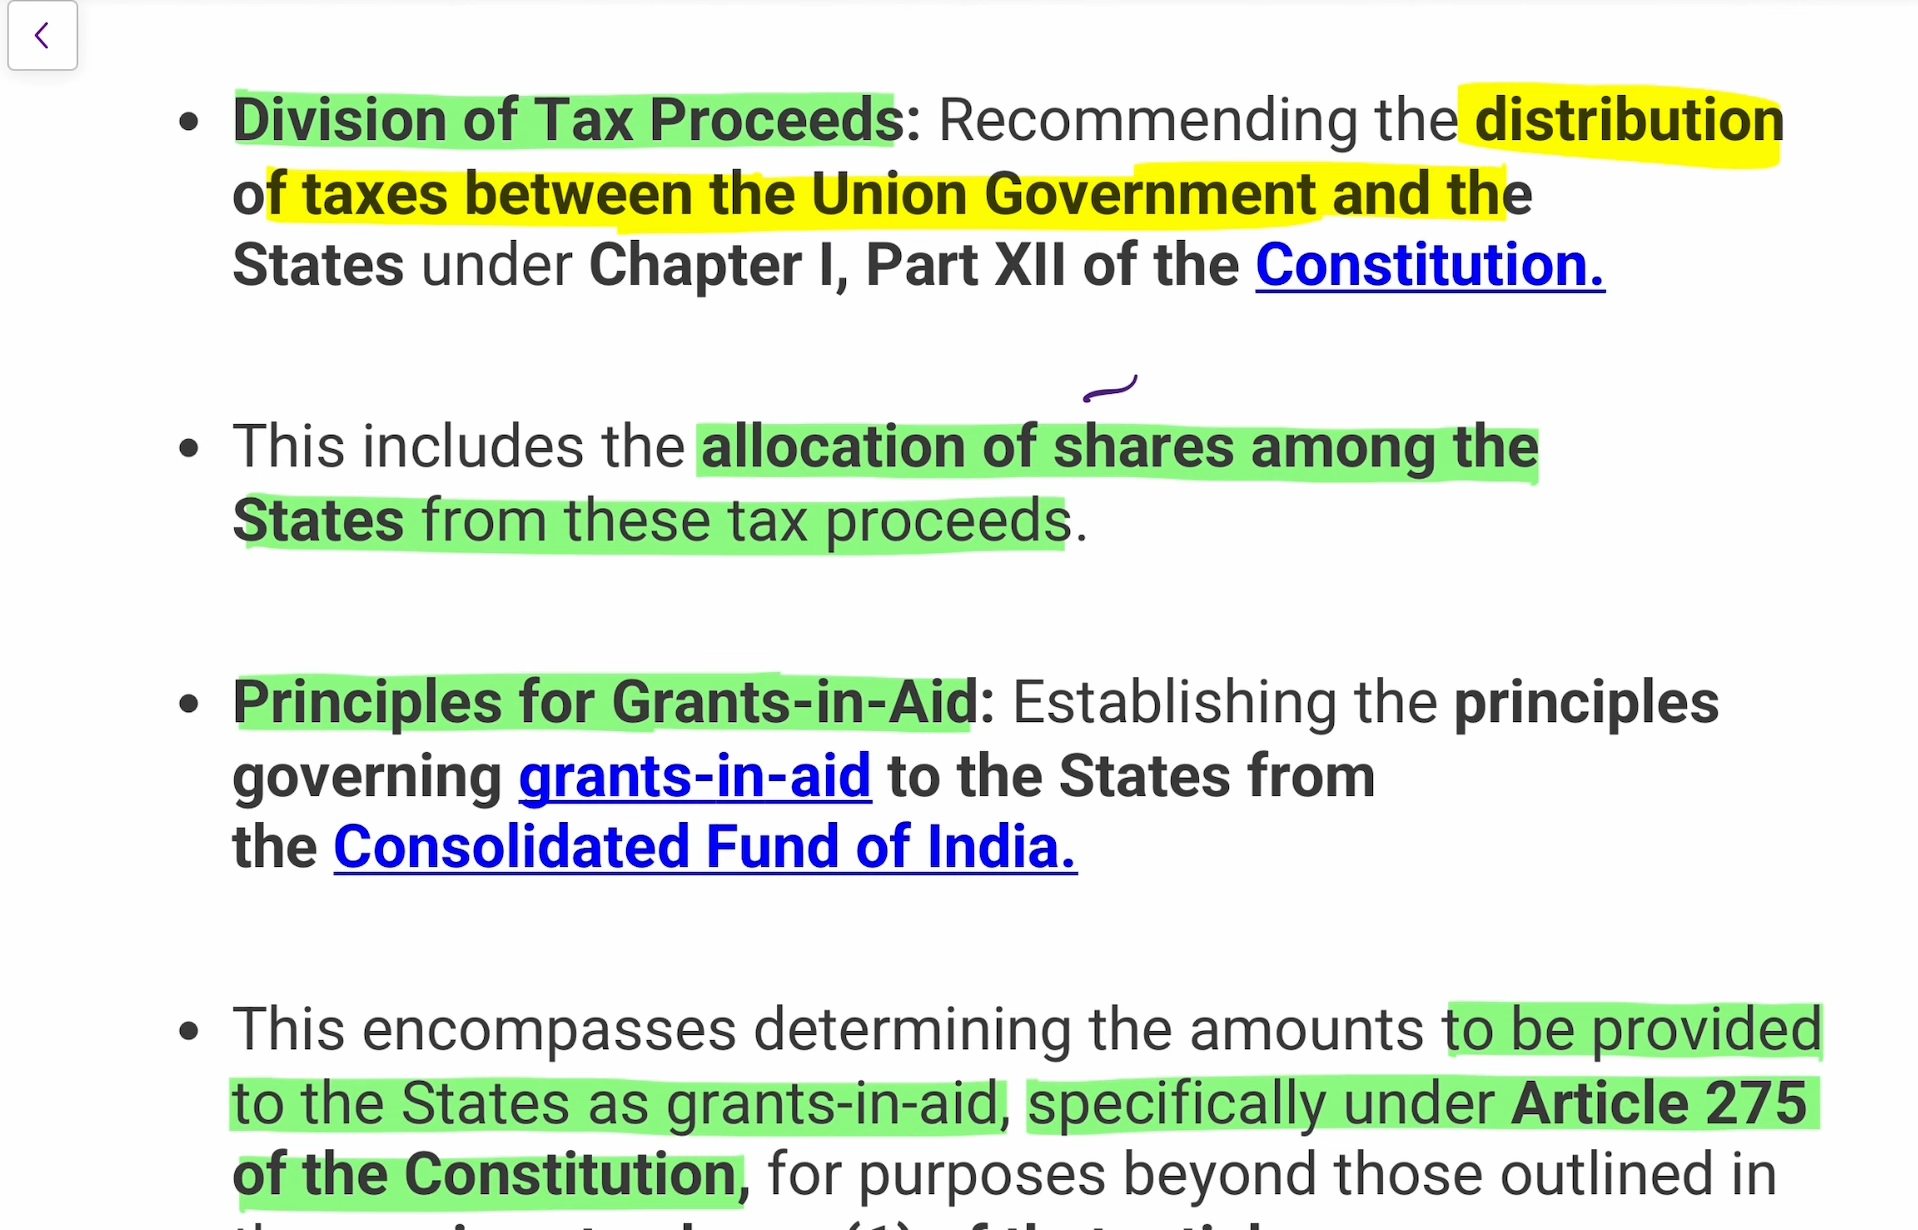 Division of Tax Proceeds: Recommending the distribution
of taxes between the Union Government and the
States under Chapter I, Part XII of the Constitution.
This includes the allocation of shares among the
States from these tax proceeds.
Principles for Grants-in-Aid: Establishing the principles
governing grants-in-aid to the States from
the Consolidated Fund of India.
This encompasses determining the amounts to be provided
to the States as grants-in-aid, specifically under Article 275
of the Constitution, for purposes beyond those outlined in